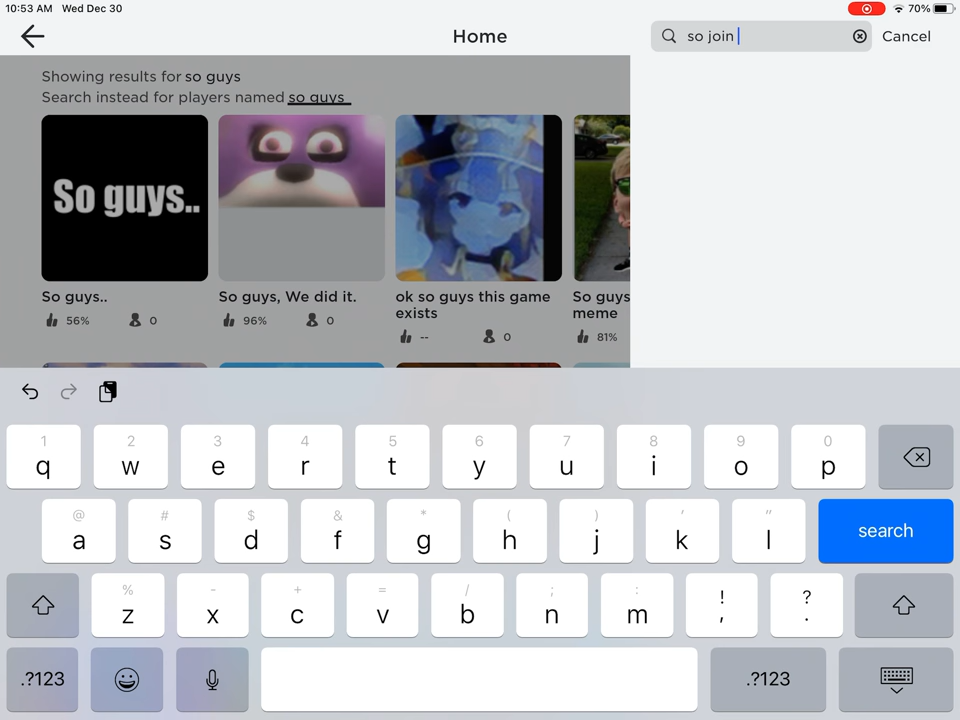 10:53 AM Wed Dec 30
70%
Home
so join
Cancel
Showing results for so guys
Search instead for players named so guys
So guys..
So guys..
56% 0
So guys, We did it.
96% 0
ok so guys this game exists
-- 0
So guys meme
81%
1 2 3 4 5 6 7 8 9 0
q w e r t y u i o p
@ # $ & * ( ) ' "
a s d f g h j k l
search
% - + = / ; : ! ?
z x c v b n m , .
.?123
.?123